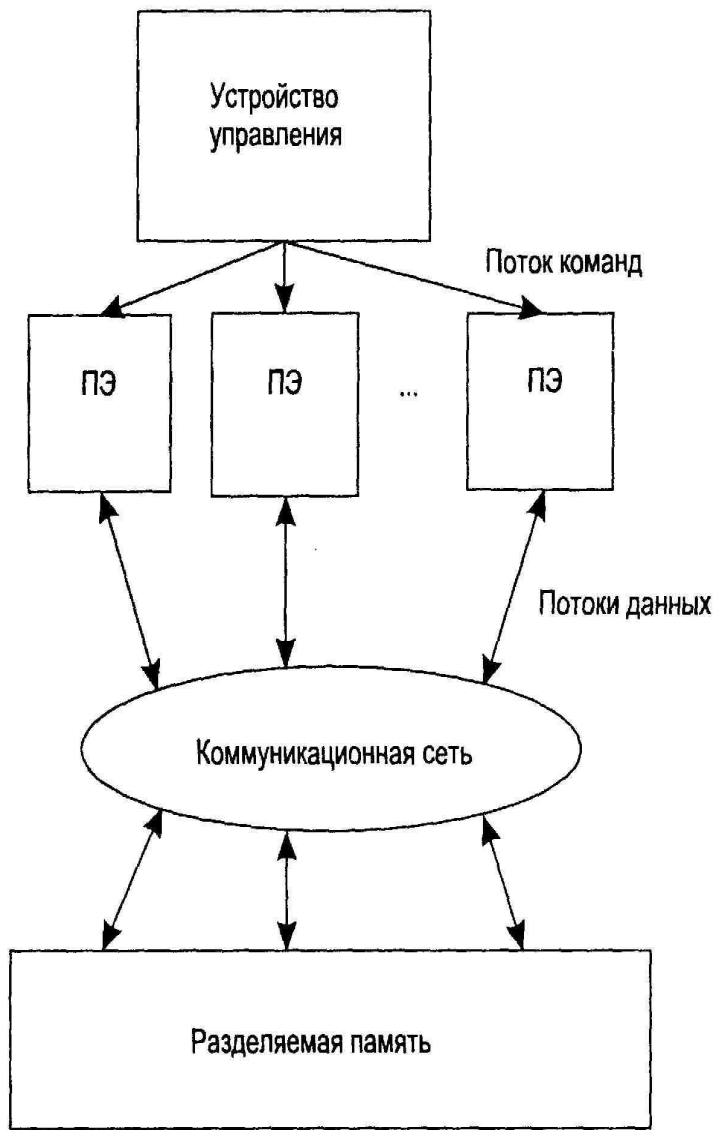 Устройство
управления
Поток команд
ПЭ
ПЭ
...
ПЭ
Потоки данных
Коммуникационная сеть
Разделяемая память